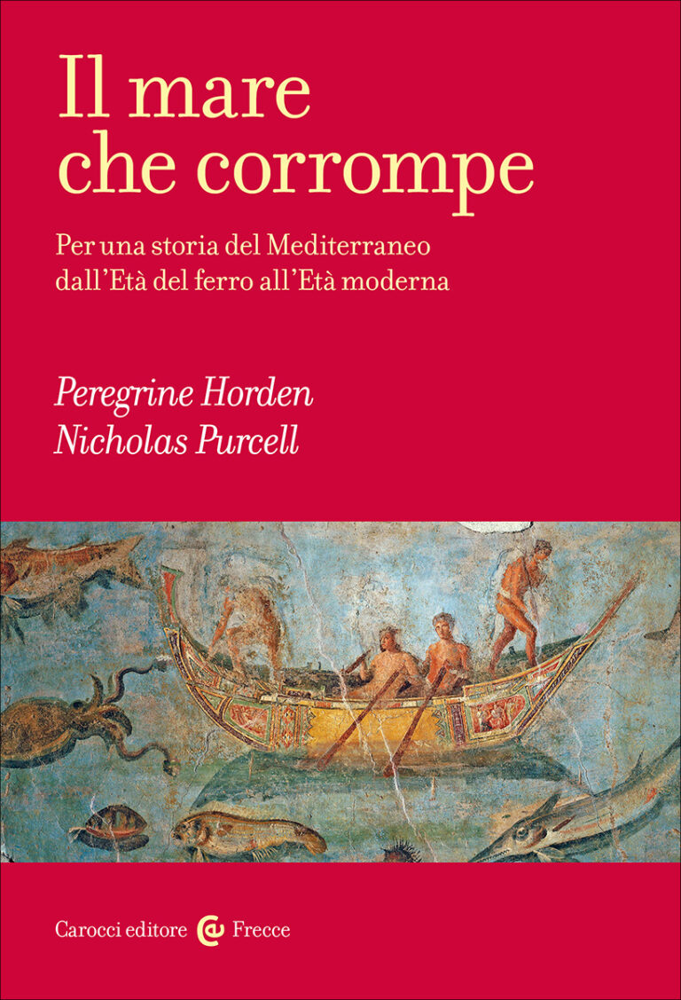 Il mare
che corrompe
Per una storia del Mediterraneo
dall'Età del ferro all'Età moderna
Peregrine Horden
Nicholas Purcell
Carocci editore Frecce